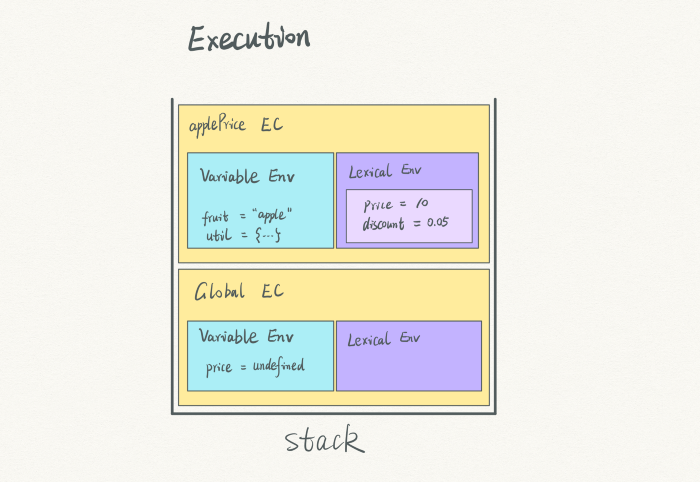 Execution
applePrice EC
Variable Env
fruit = "apple"
util = {...}
Lexical Env
price = 10
discount = 0.05
Global EC
Variable Env
price = undefined
Lexical Env
stack